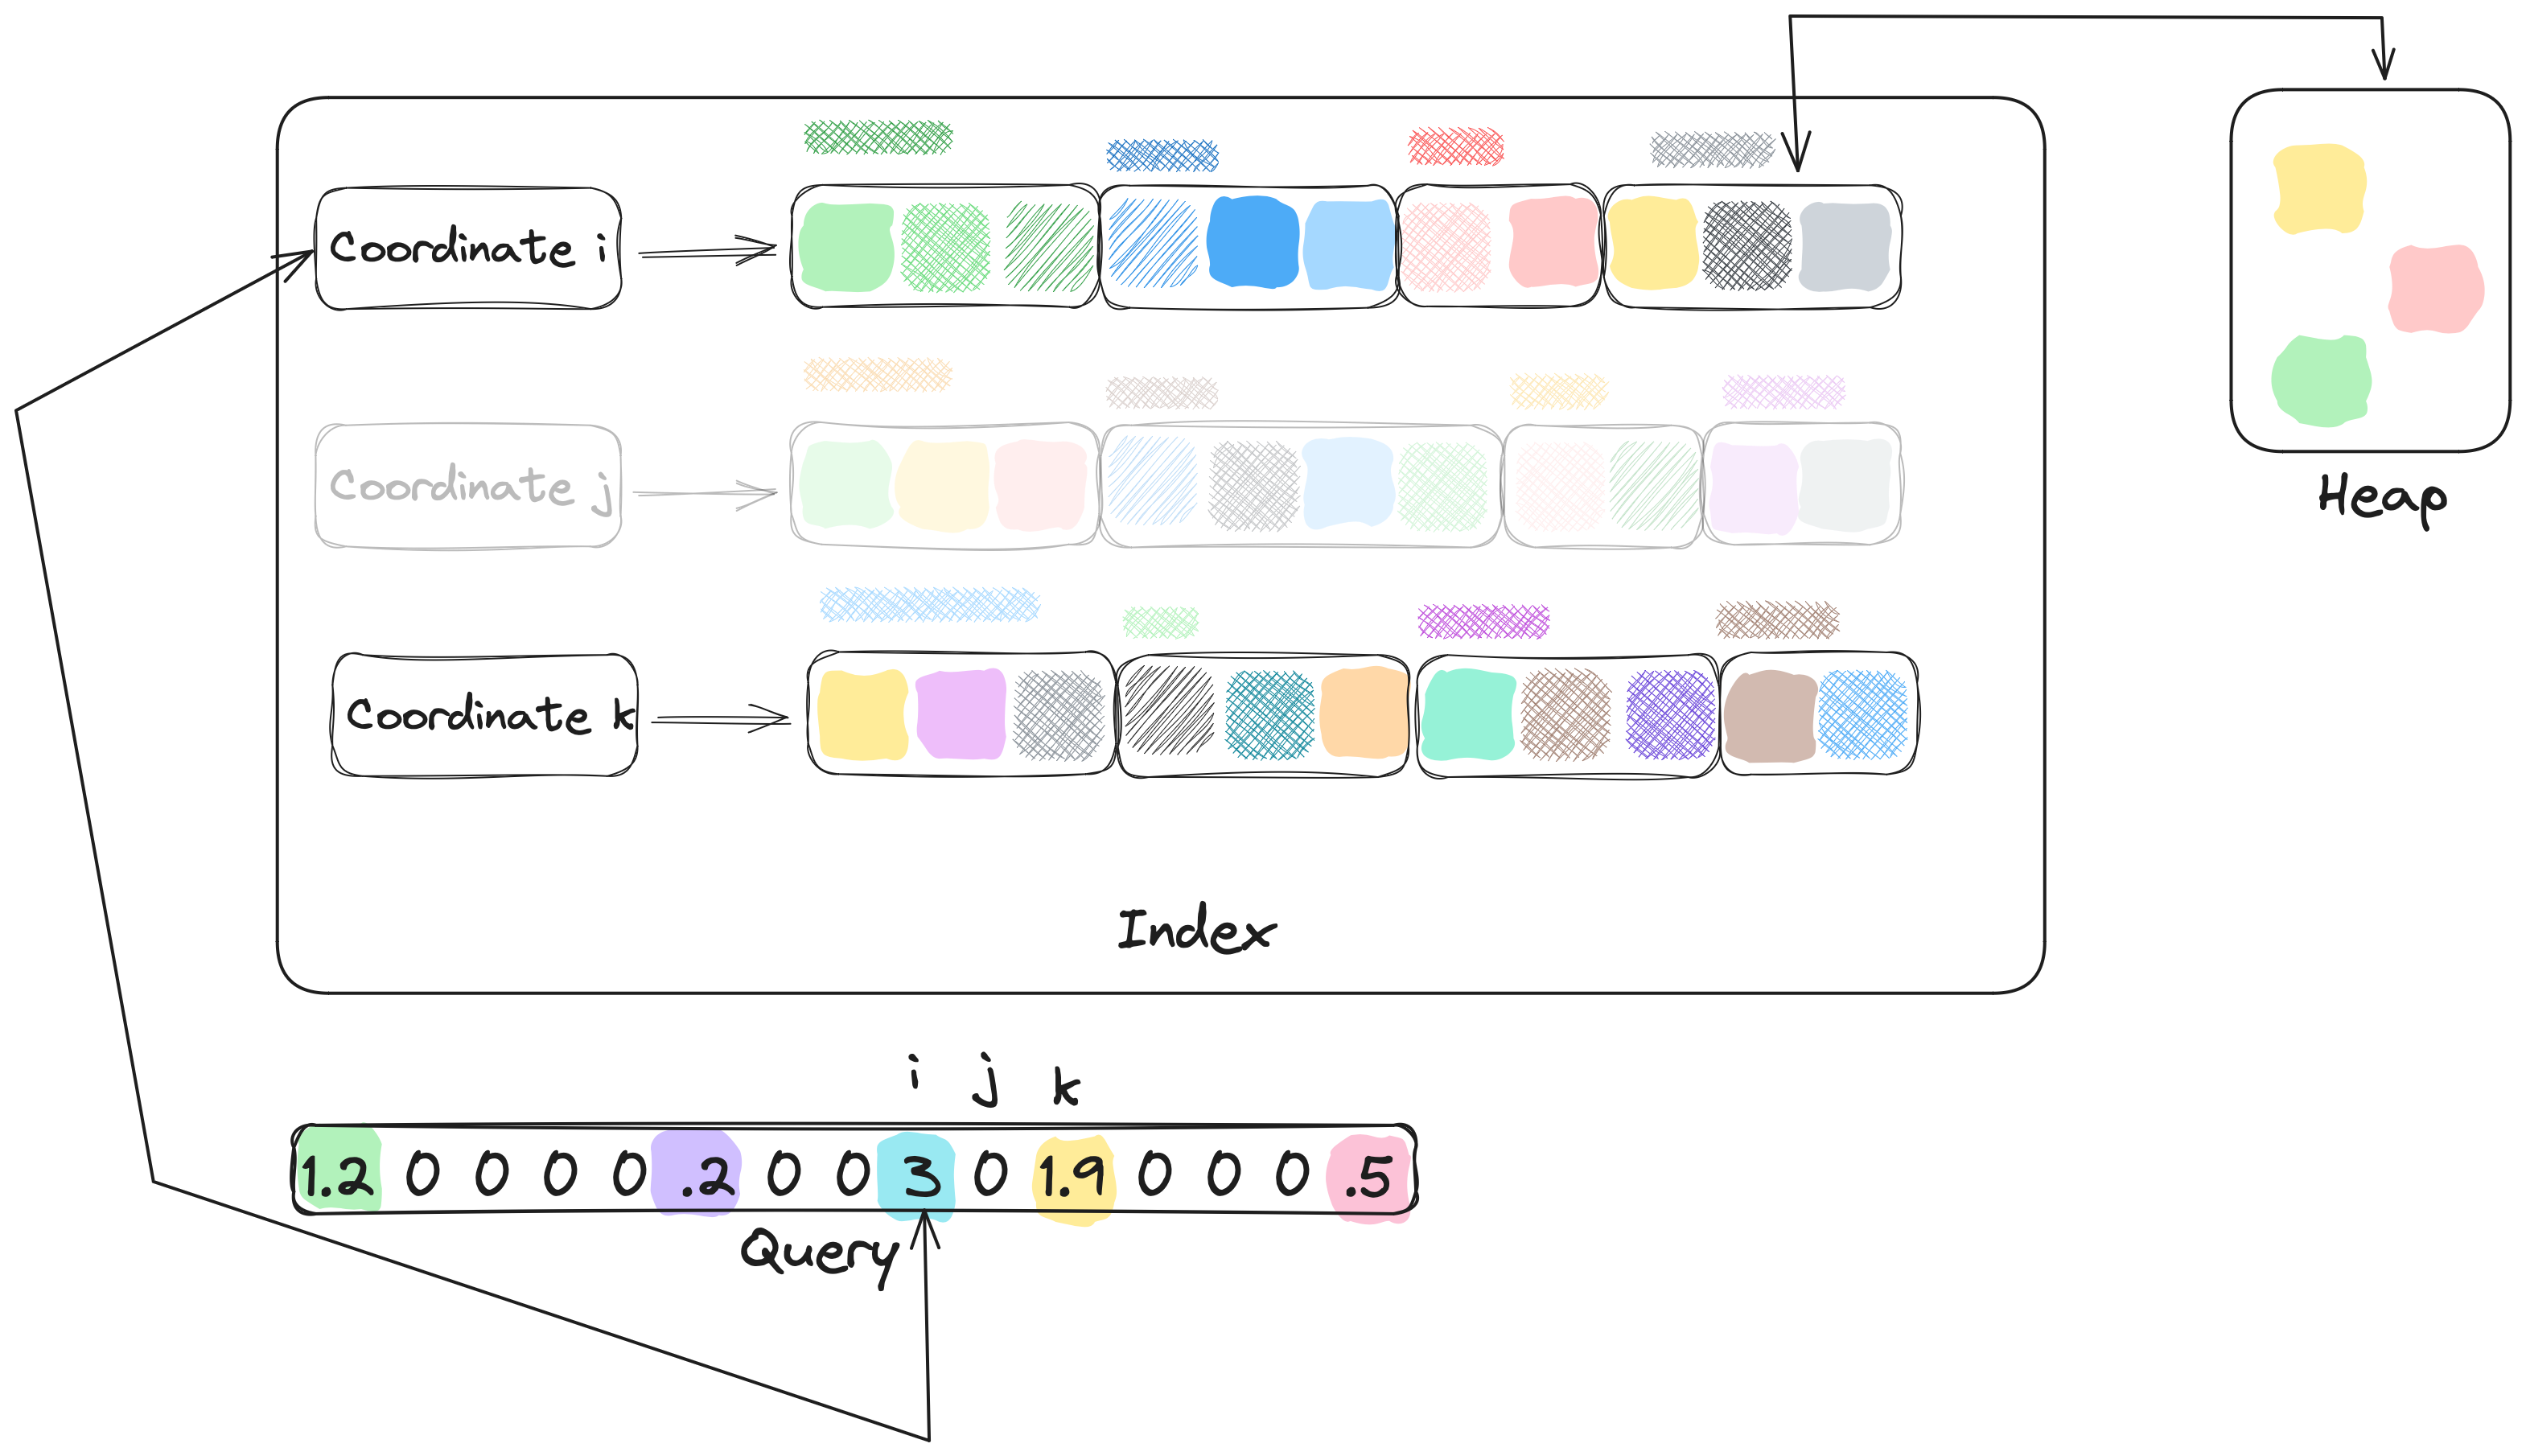 Coordinate i
Heap
Coordinate j
Coordinate k
Index
i j k
1.2 0 0 0 0 .2 0 0 3 0 1.9 0 0 0 .5
Query